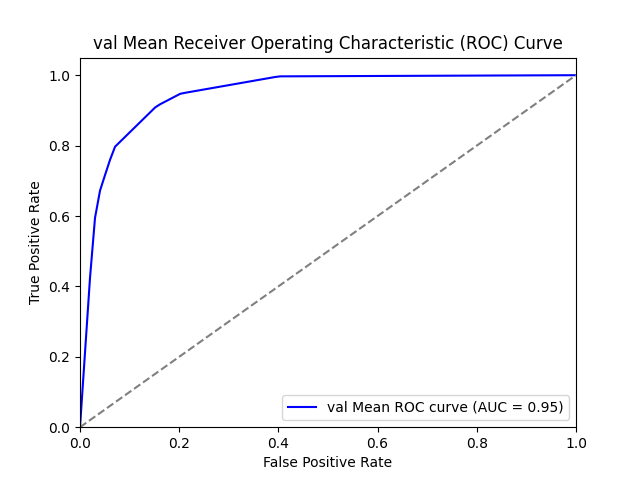 val Mean Receiver Operating Characteristic (ROC) Curve
1.0
0.8
0.6
0.4
0.2
0.0
True Positive Rate
val Mean ROC curve (AUC = 0.95)
0.0 0.2 0.4 0.6 0.8 1.0
False Positive Rate